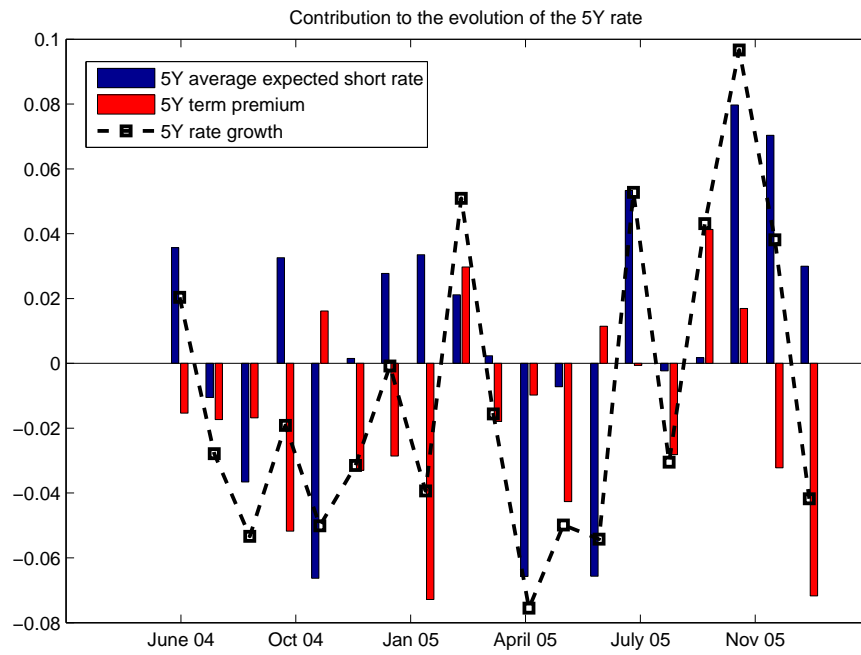 Contribution to the evolution of the 5Y rate
0.1
0.08
0.06
0.04
0.02
0
−0.02
−0.04
−0.06
−0.08
5Y average expected short rate
5Y term premium
5Y rate growth
June 04 Oct 04 Jan 05 April 05 July 05 Nov 05